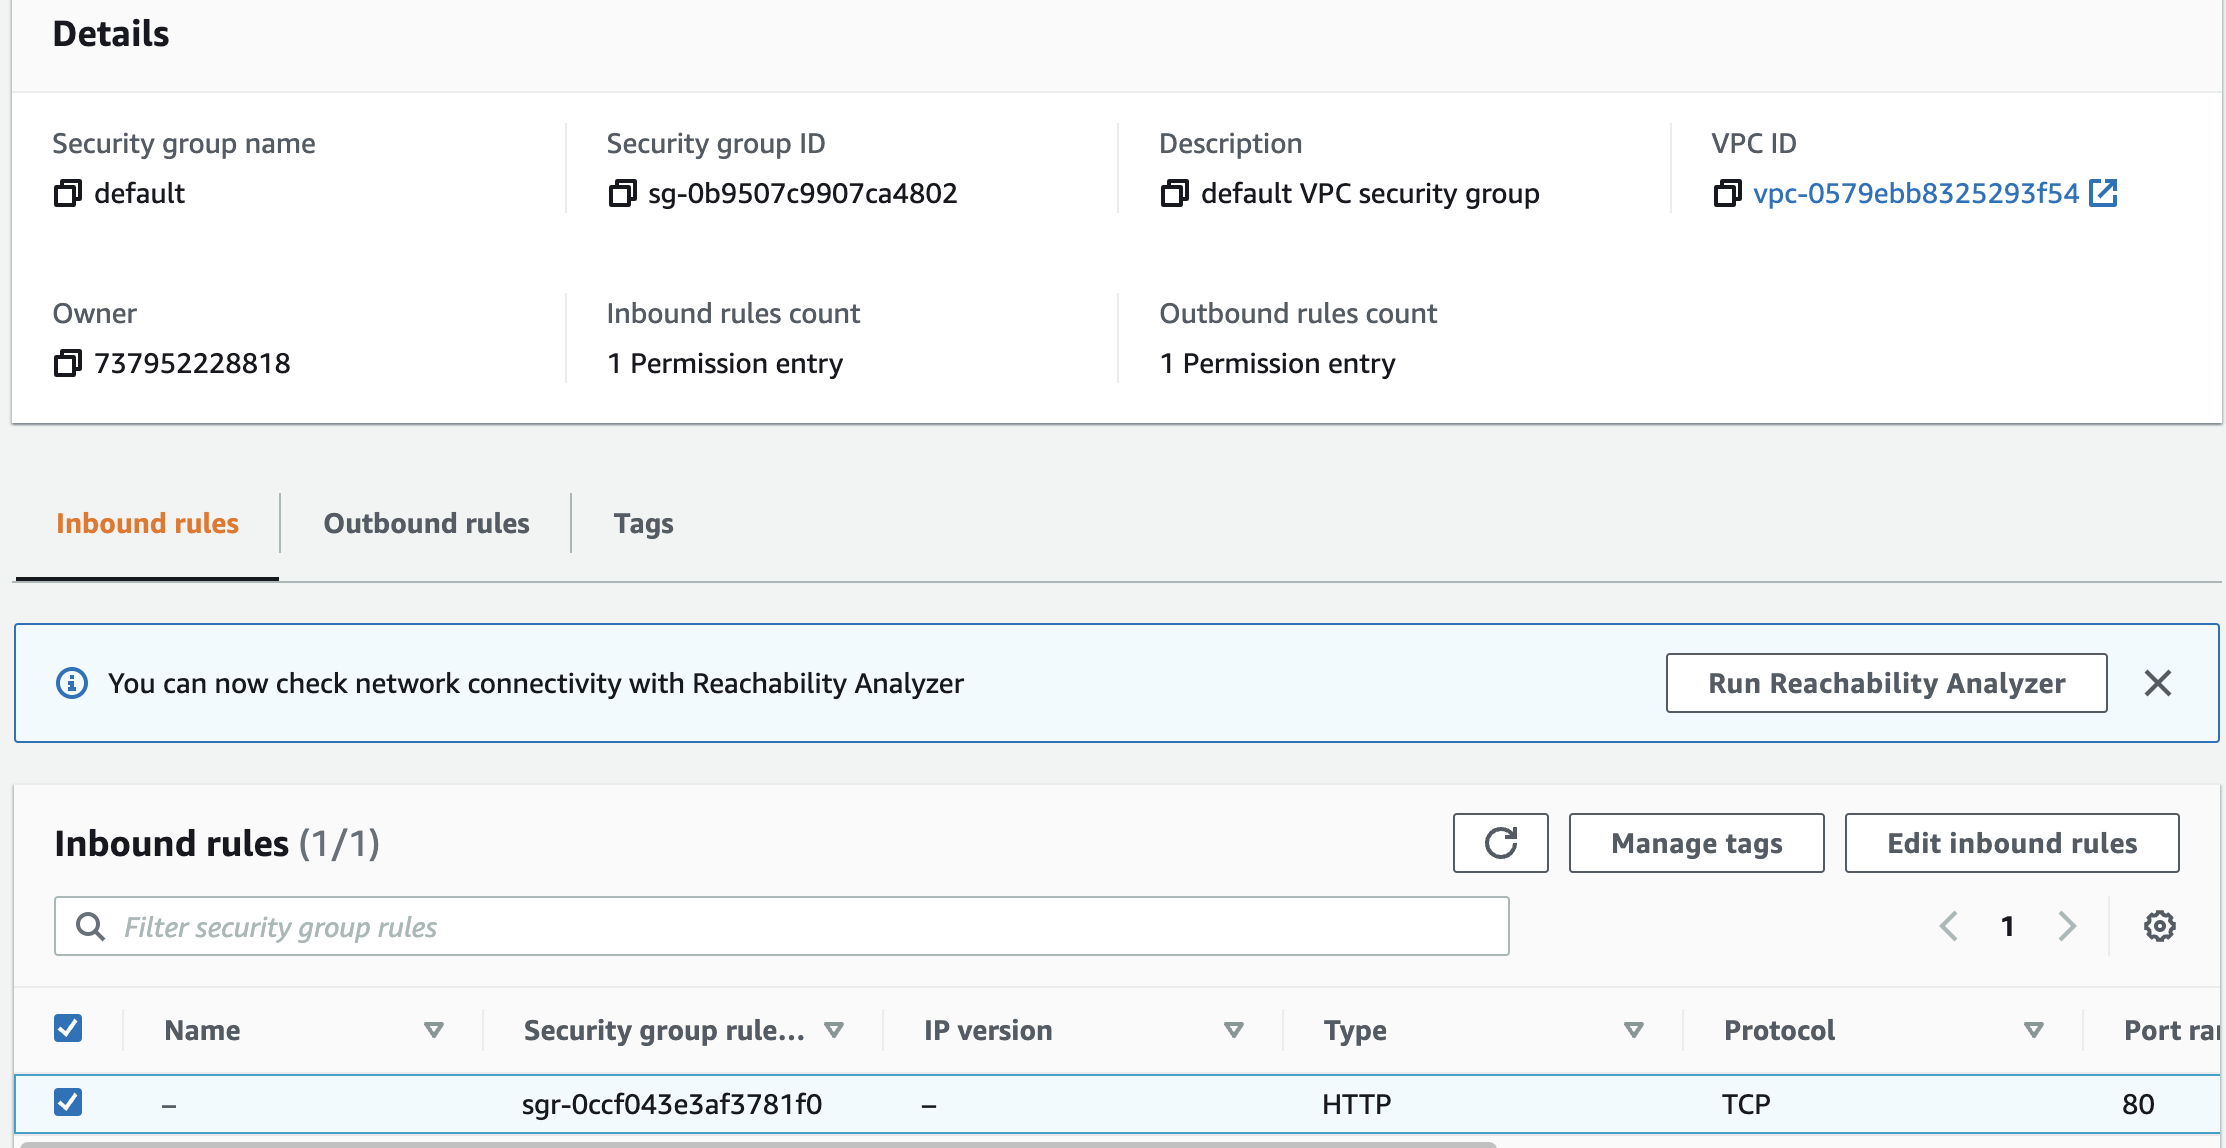 Details
Security group name
default
Security group ID
sg-0b9507c9907ca4802
Description
default VPC security group
VPC ID
vpc-0579ebb8325293f54
Owner
737952228818
Inbound rules count
1 Permission entry
Outbound rules count
1 Permission entry
Inbound rules
Outbound rules
Tags
You can now check network connectivity with Reachability Analyzer
Run Reachability Analyzer
Inbound rules (1/1)
Manage tags
Edit inbound rules
Filter security group rules
1
Name
Security group rule...
IP version
Type
Protocol
Port
–
sgr-0ccf043e3af3781f0
–
HTTP
TCP
80